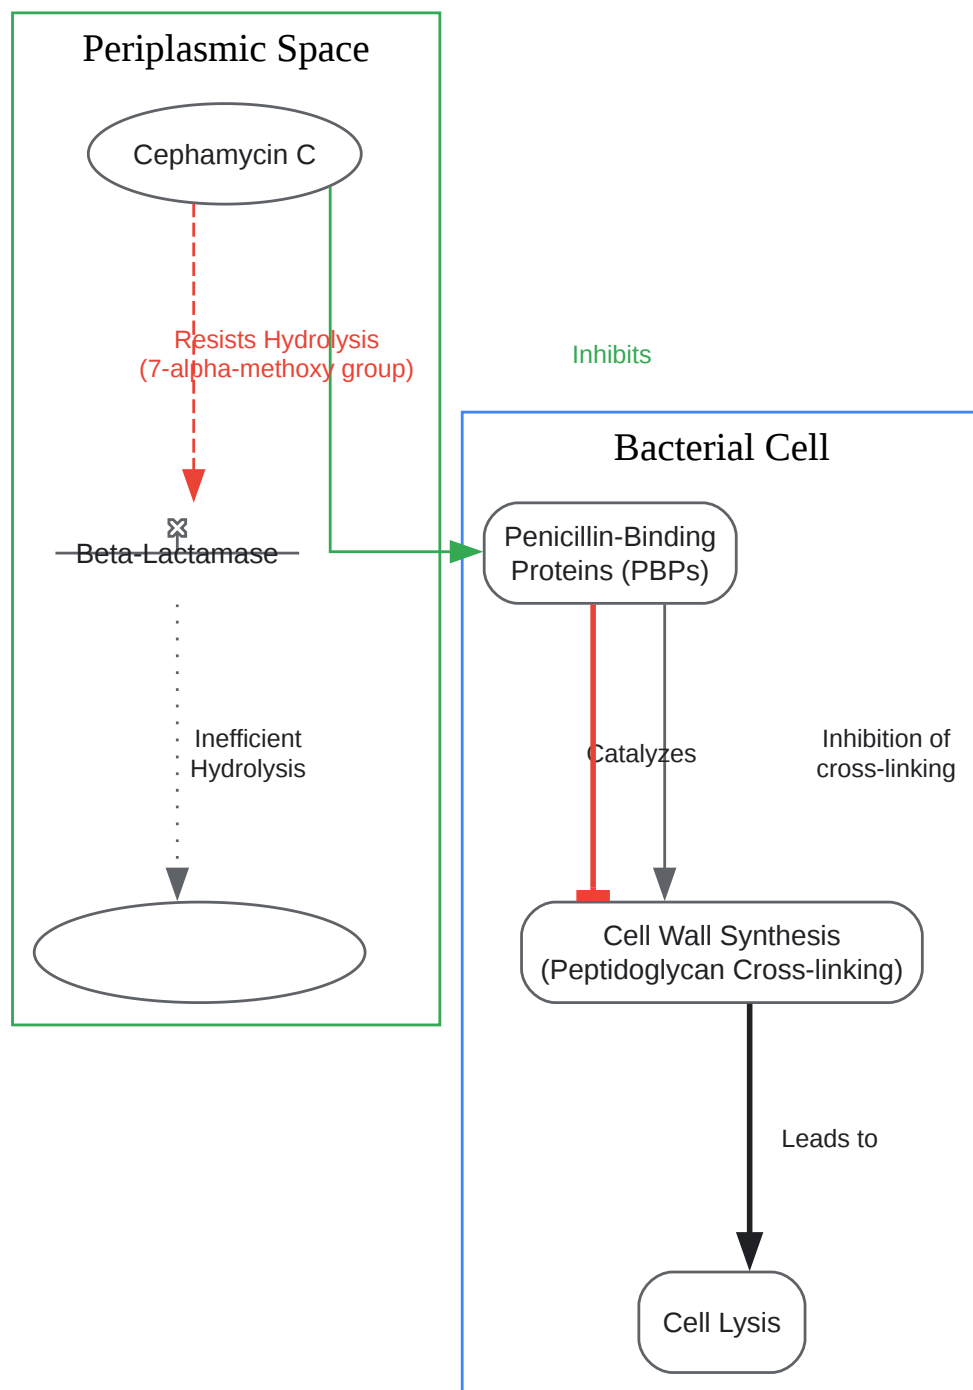 Periplasmic Space
Cephamycin C
Resists Hydrolysis
(7-alpha-methoxy group)
Inhibits
Bacterial Cell
Penicillin-Binding
Proteins (PBPs)
Beta-Lactamase
Inefficient
Hydrolysis
Catalyzes
Inhibition of
cross-linking
Cell Wall Synthesis
(Peptidoglycan Cross-linking)
Leads to
Cell Lysis